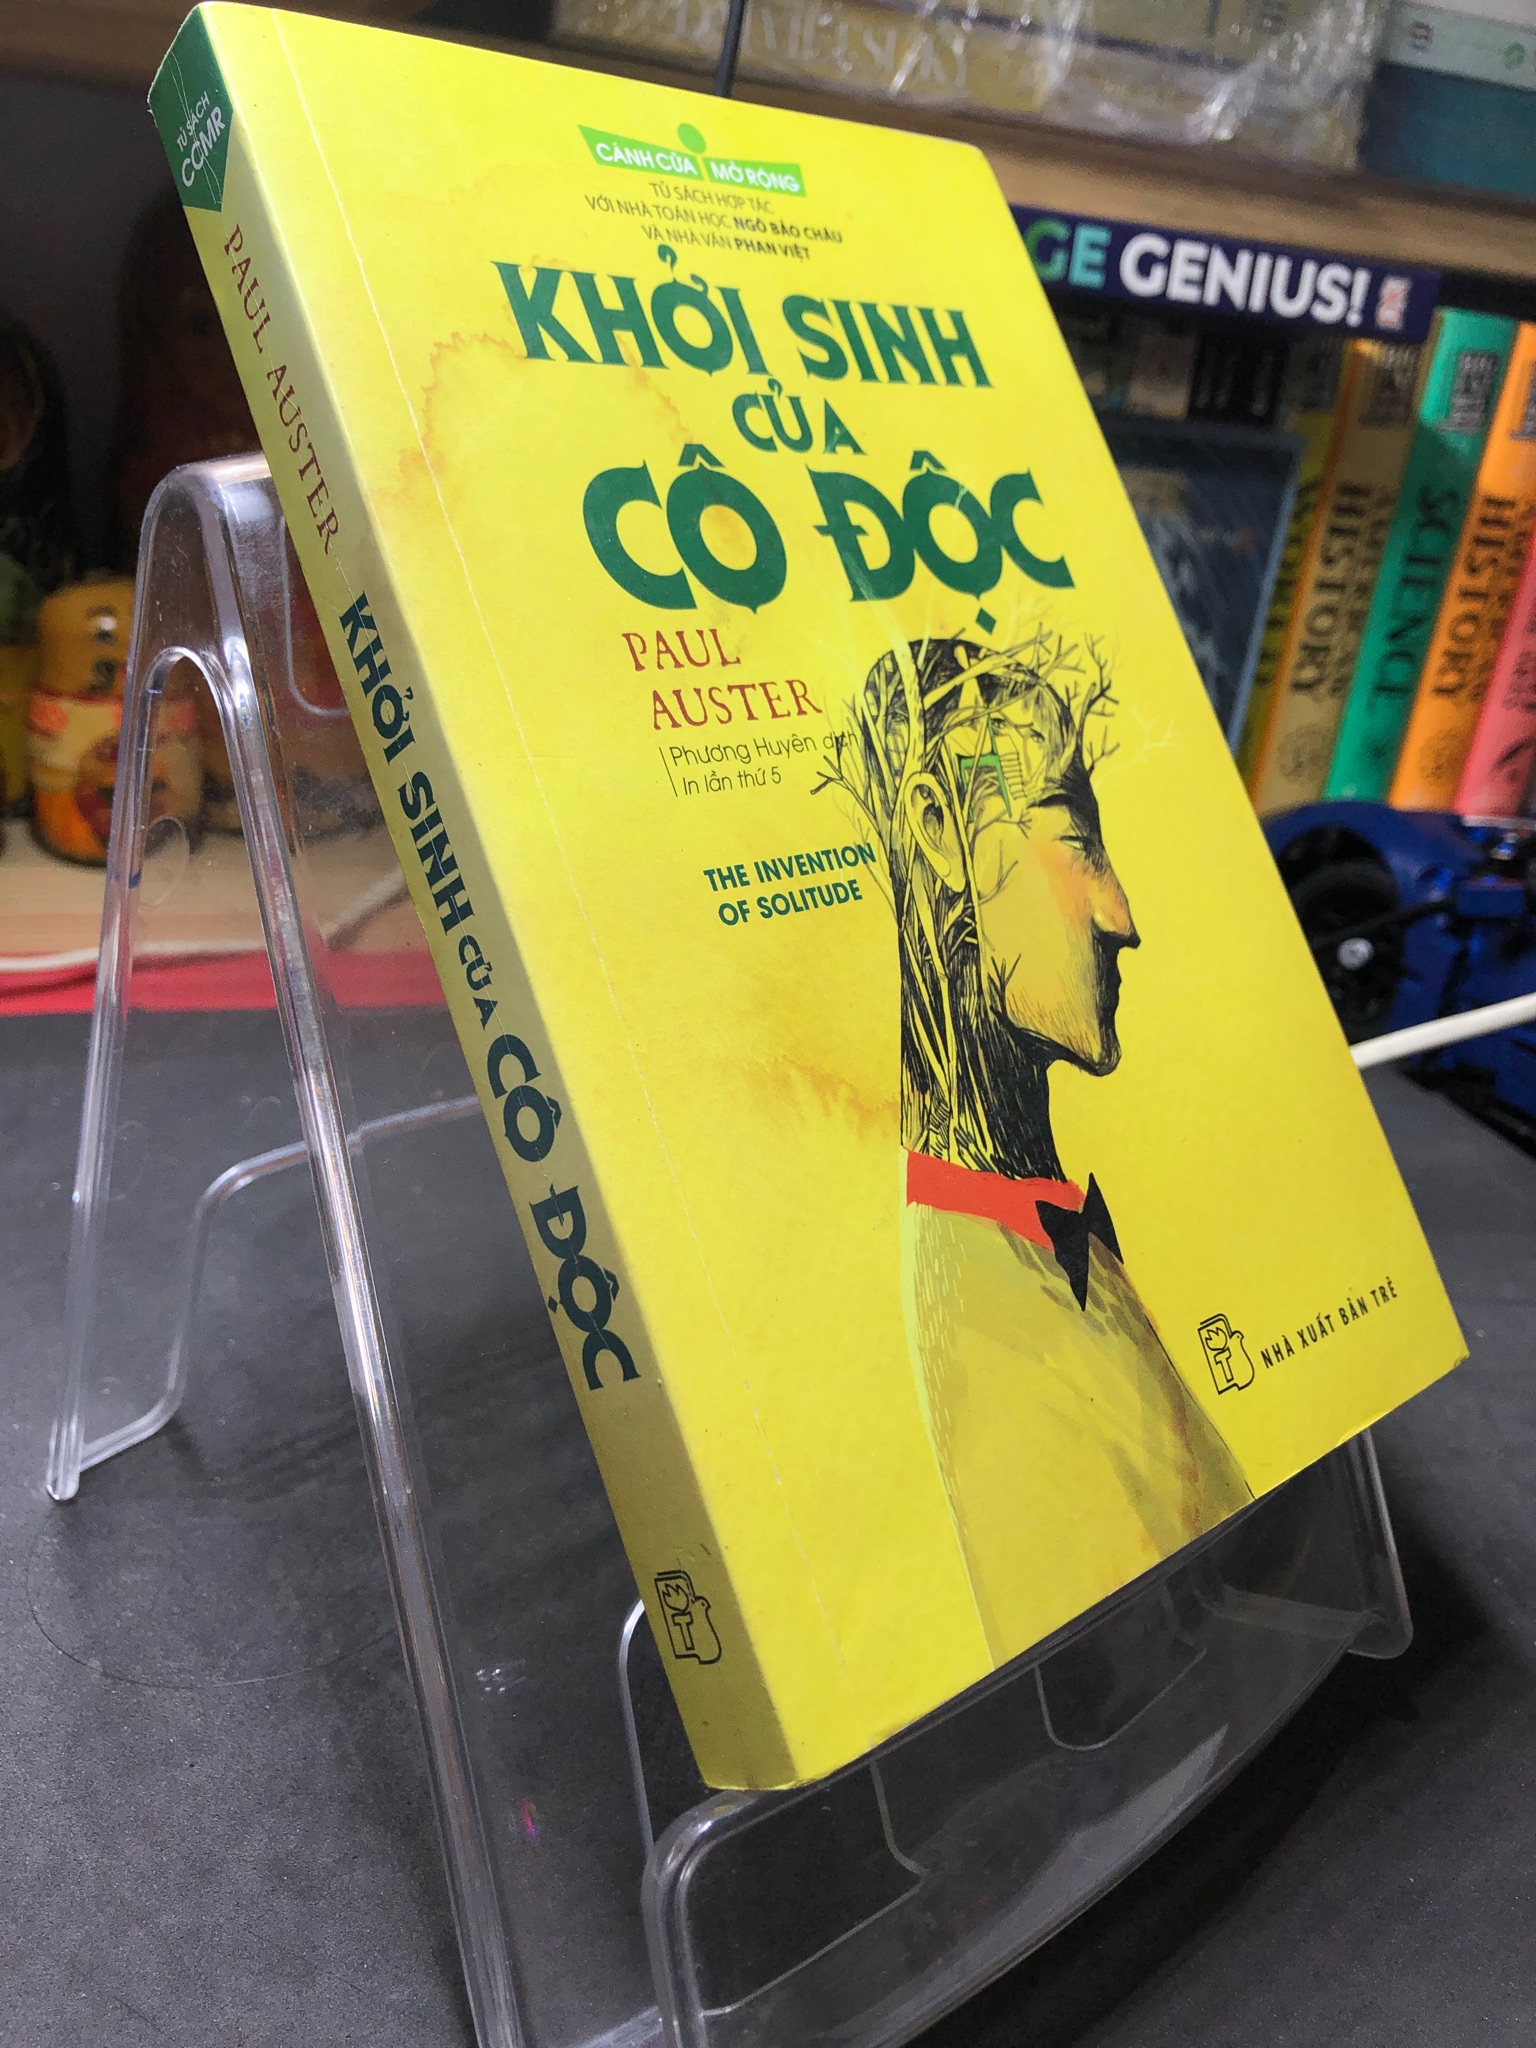 CÁNH CỬA MỞ RỘNG
TỦ SÁCH HỢP TÁC
VỚI NHÀ TOÁN HỌC NGÔ BẢO CHÂU
VÀ NHÀ VĂN PHAN VIỆT
KHỞI SINH
CỦA
CÔ ĐỘC
PAUL
AUSTER
Phương Huyên dịch
In lần thứ 5
THE INVENTION
OF SOLITUDE
NHÀ XUẤT BẢN TRẺ
TỦ SÁCH
CCMR
PAUL AUSTER
KHỞI SINH CỦA CÔ ĐỘC
GE GENIUS!
HISTORY
SCIENCE
HISTORY